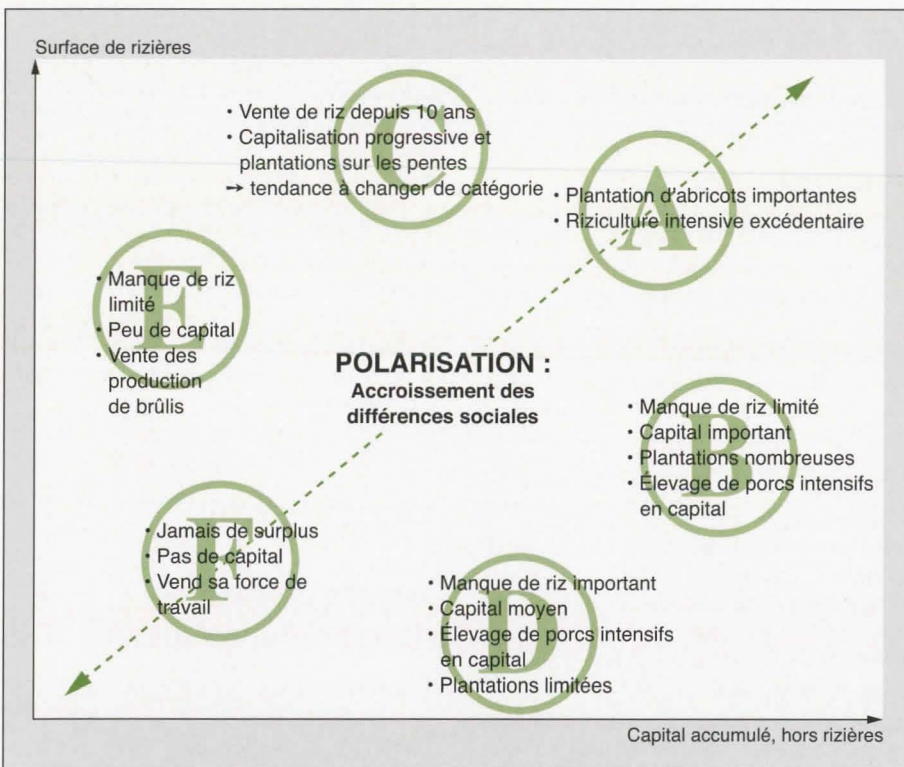 Surface de rizières
C
• Vente de riz depuis 10 ans
• Capitalisation progressive et
plantations sur les pentes
→ tendance à changer de catégorie
A
• Plantation d'abricots importantes
• Riziculture intensive excédentaire
E
• Manque de riz
limité
• Peu de capital
• Vente des
production
de brûlis
POLARISATION :
Accroissement des
différences sociales
B
• Manque de riz limité
• Capital important
• Plantations nombreuses
• Élevage de porcs intensifs
en capital
F
• Jamais de surplus
• Pas de capital
• Vend sa force de
travail
D
• Manque de riz important
• Capital moyen
• Élevage de porcs intensifs
en capital
• Plantations limitées
Capital accumulé, hors rizières